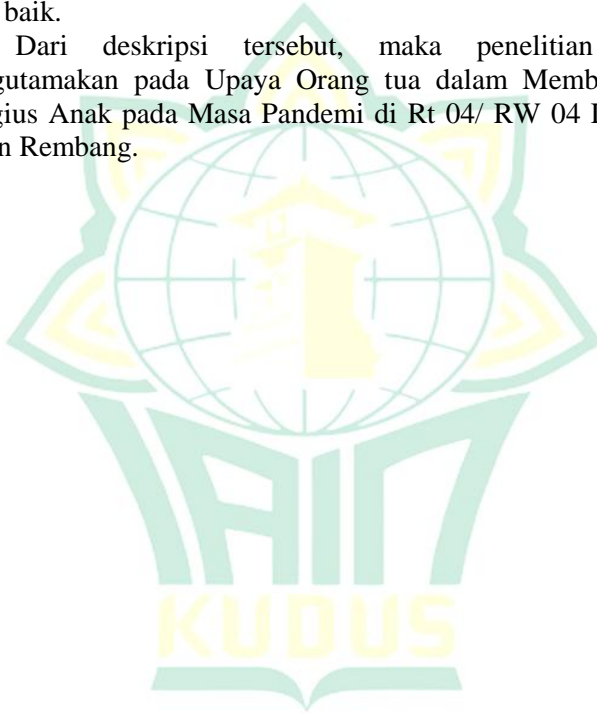 baik.
Dari deskripsi tersebut, maka penelitian
gutamakan pada Upaya Orang tua dalam Memb
gius Anak pada Masa Pandemi di Rt 04/ RW 04 I
n Rembang.
IAIN
KUDUS